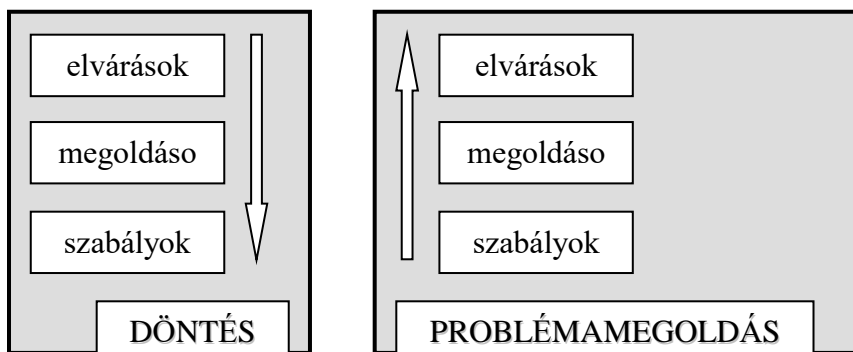 elvárások
megoldáso
szabályok
DÖNTÉS
elvárások
megoldáso
szabályok
PROBLÉMAMEGOLDÁS